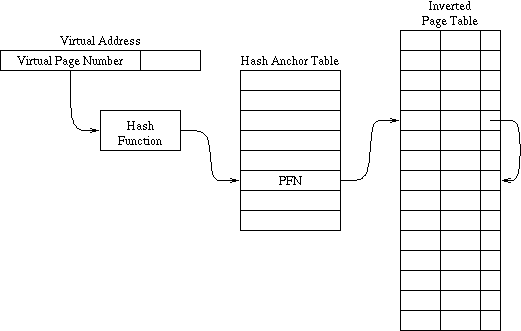 Virtual Address
Virtual Page Number
Hash
Function
Hash Anchor Table
PFN
Inverted
Page Table